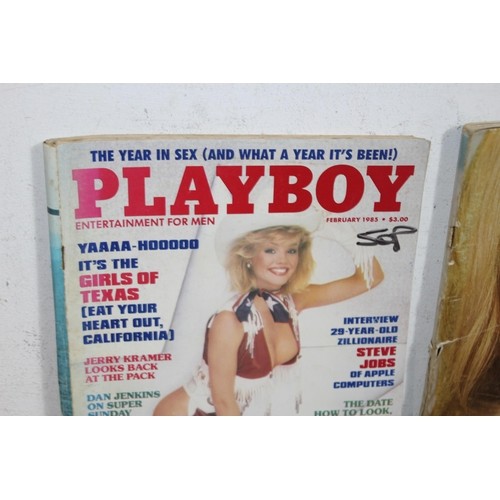 THE YEAR IN SEX (AND WHAT A YEAR IT'S BEEN!)
PLAYBOY
ENTERTAINMENT FOR MEN
FEBRUARY 1985 • $3.00
YAAAA-HOOOOO
IT'S THE
GIRLS OF
TEXAS
(EAT YOUR
HEART OUT,
CALIFORNIA)
JERRY KRAMER
LOOKS BACK
AT THE PACK
DAN JENKINS
ON SUPER
SUNDAY
INTERVIEW
29-YEAR-OLD
ZILLIONAIRE
STEVE
JOBS
OF APPLE
COMPUTERS
THE DATE
HOW TO LOOK,